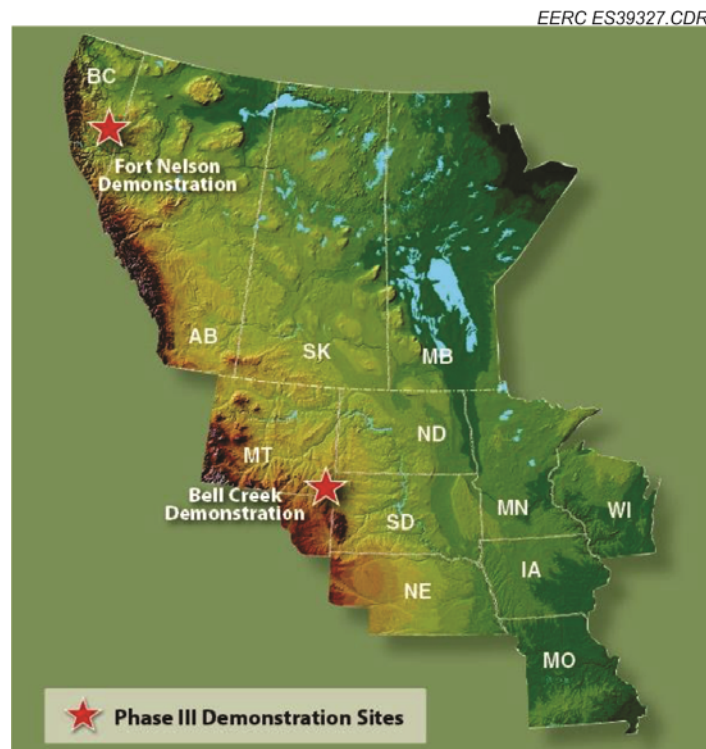 EERC ES39327.CDR
BC
Fort Nelson
Demonstration
AB
SK
MB
ND
MT
Bell Creek
Demonstration
SD
MN
WI
IA
NE
MO
Phase III Demonstration Sites